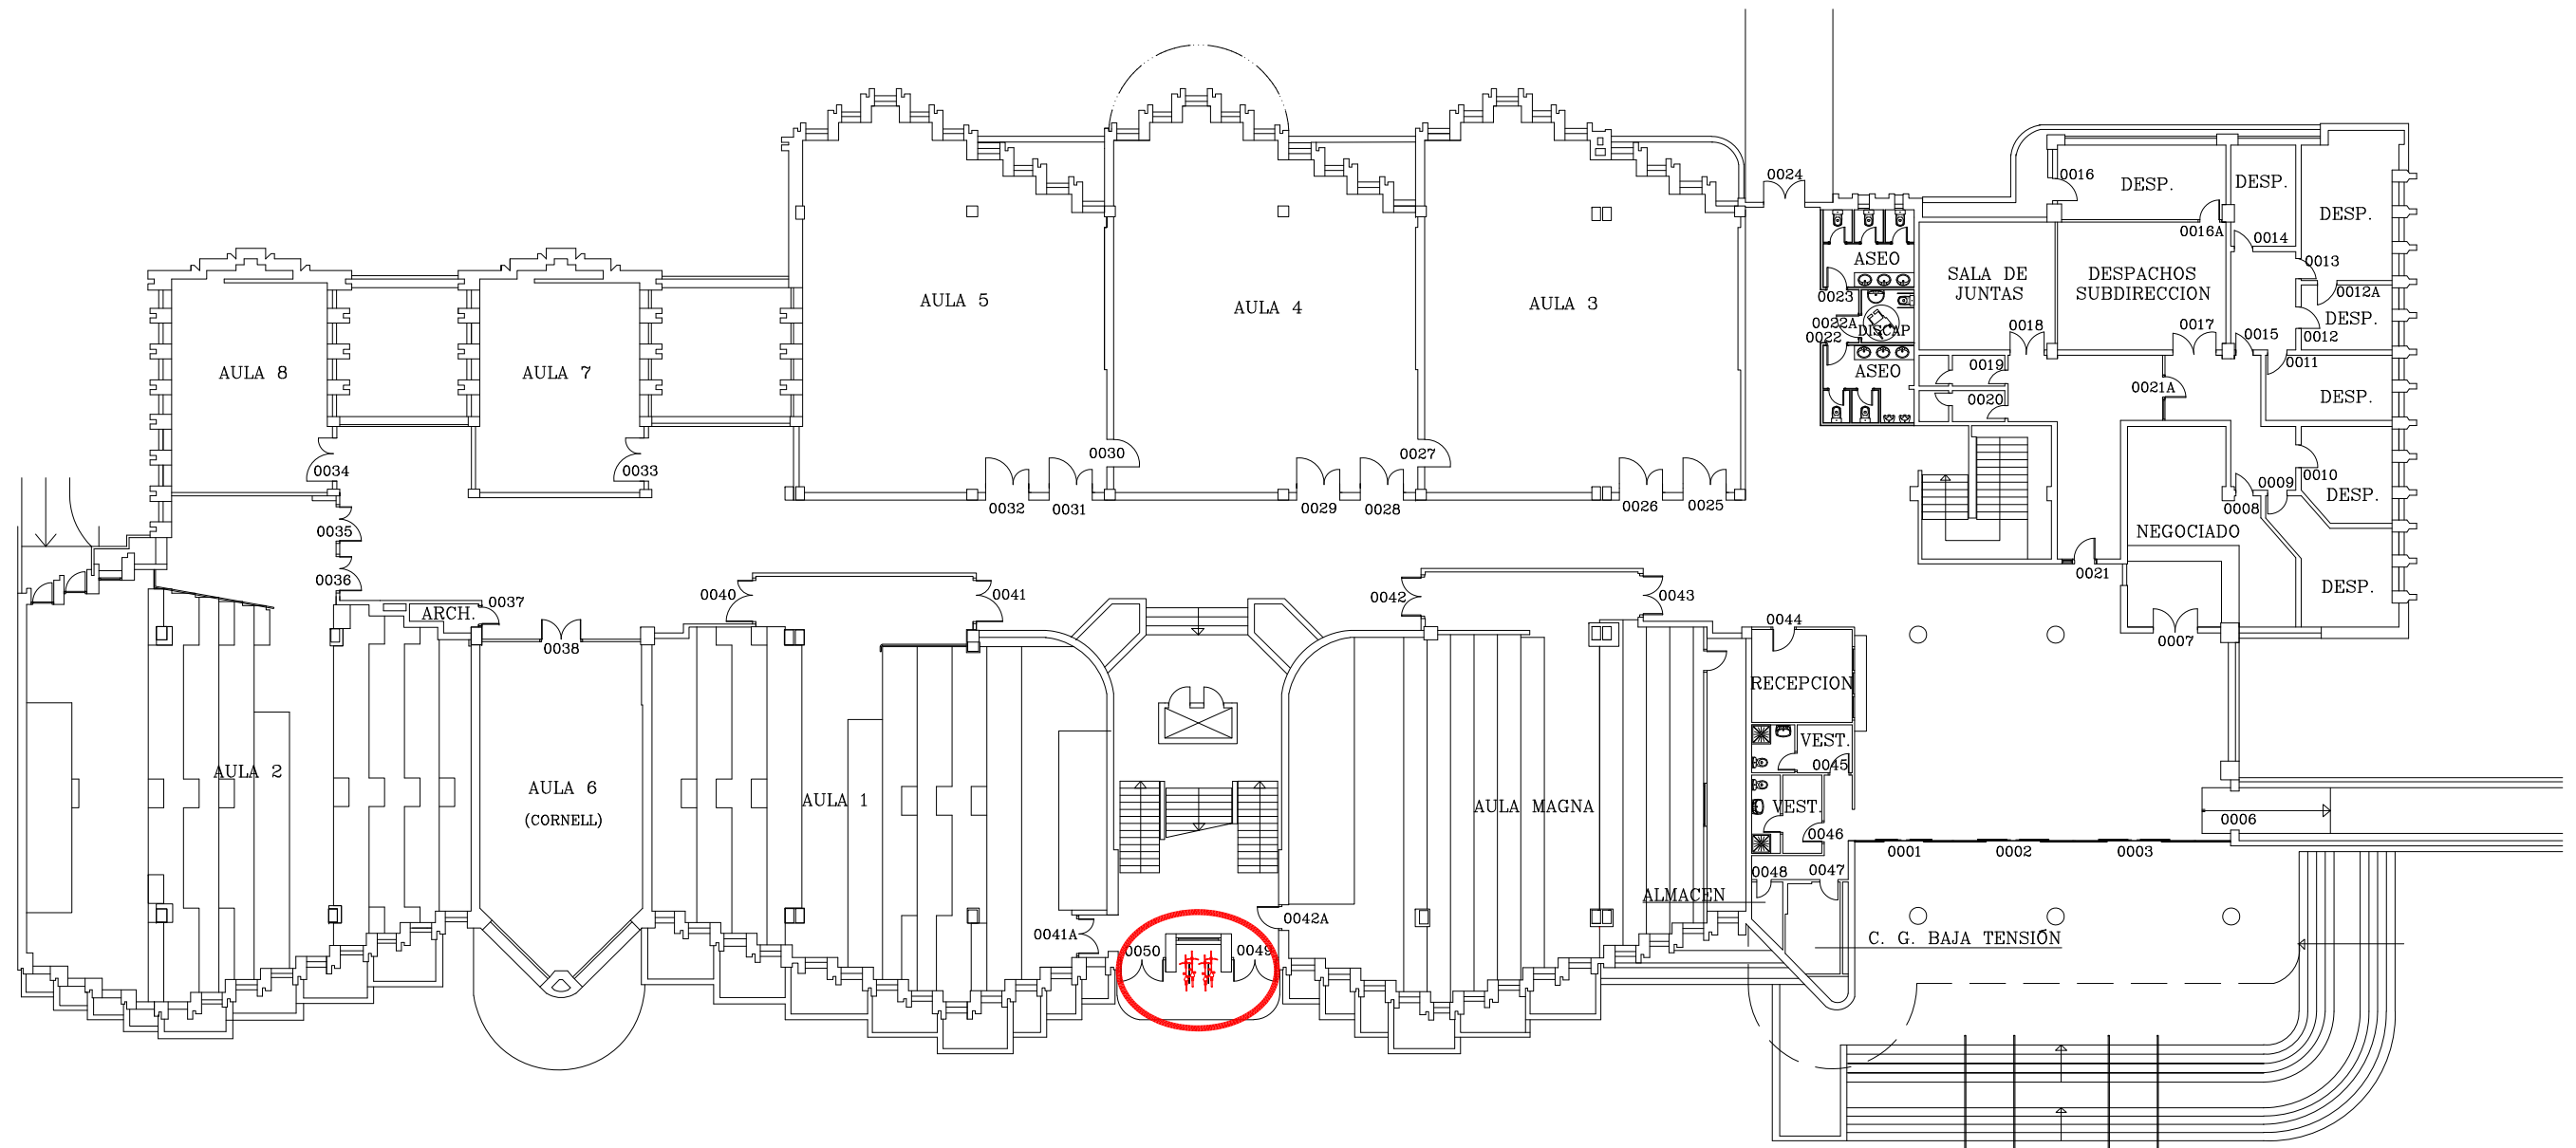 0024
0016
DESP.
DESP.
DESP.
0016A
0014
ASEO
SALA DE
JUNTAS
DESPACHOS
SUBDIRECCION
0013
0012A
0023
AULA 5
AULA 4
AULA 3
0022A
DISCAP
0022
0018
0017
0015
DESP.
0012
AULA 8
AULA 7
ASEO
0019
0011
0021A
0020
DESP.
0034
0033
0030
0027
0010
0009
DESP.
0008
0032
0031
0029
0028
0026
0025
0035
NEGOCIADO
0036
0021
DESP.
0037
ARCH.
0040
0041
0042
0043
0044
0038
0007
RECEPCION
VEST.
0045
AULA 2
AULA 6
(CORNELL)
AULA 1
AULA MAGNA
VEST.
0046
0006
0001
0002
0003
0048
0047
ALMACEN
0042A
0041A
0050
0049
C. G. BAJA TENSIÓN